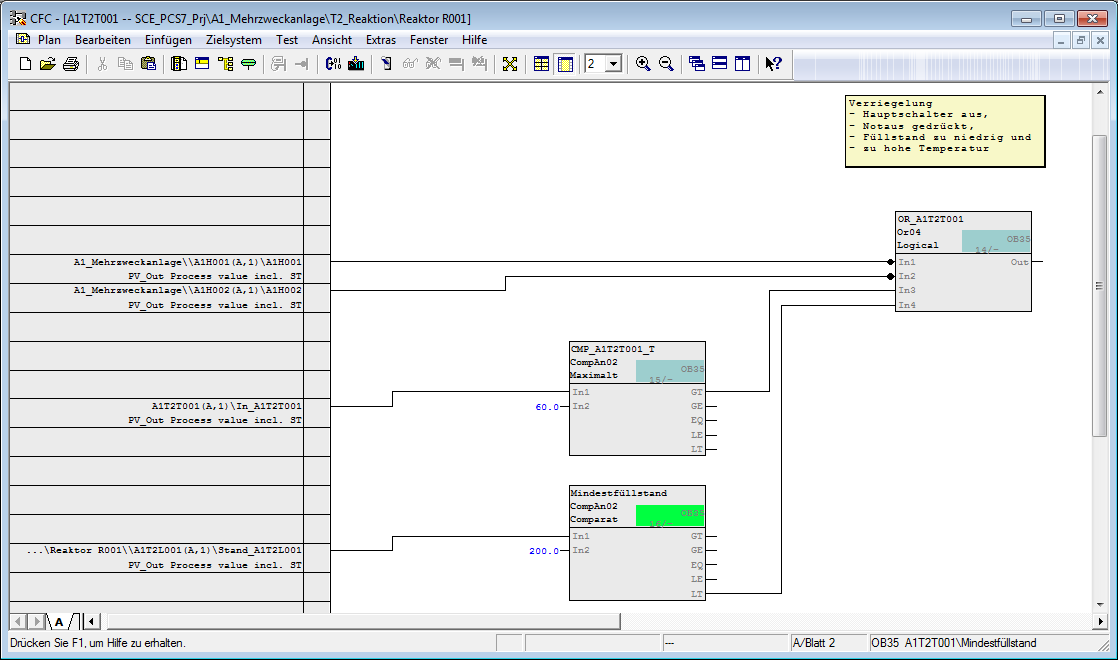 CFC - [A1T2T001 -- SCE_PCS7_Prj\A1_Mehrzweckanlage\T2_Reaktion\Reaktor R001]
Plan Bearbeiten Einfügen Zielsystem Test Ansicht Extras Fenster Hilfe
2
Verriegelung
- Hauptschalter aus,
- Notaus gedrückt,
- Füllstand zu niedrig und
- zu hohe Temperatur
OR_A1T2T001
Or04
OB35
Logical
14/-
A1_Mehrzweckanlage\\A1H001(A,1)\A1H001
In1
Out
PV_Out Process value incl. ST
In2
A1_Mehrzweckanlage\\A1H002(A,1)\A1H002
In3
PV_Out Process value incl. ST
In4
CMP_A1T2T001_T
CompAn02
OB35
Maximalt
15/-
In1
GT
A1T2T001(A,1)\In_A1T2T001
60.0
In2
GE
PV_Out Process value incl. ST
EQ
LE
LT
Mindestfüllstand
CompAn02
OB35
Comparat
16/-
In1
GT
...\Reaktor R001\\A1T2L001(A,1)\Stand_A1T2L001
200.0
In2
GE
PV_Out Process value incl. ST
EQ
LE
LT
A
Drücken Sie F1, um Hilfe zu erhalten.
---
A/Blatt 2
OB35 A1T2T001\Mindestfüllstand